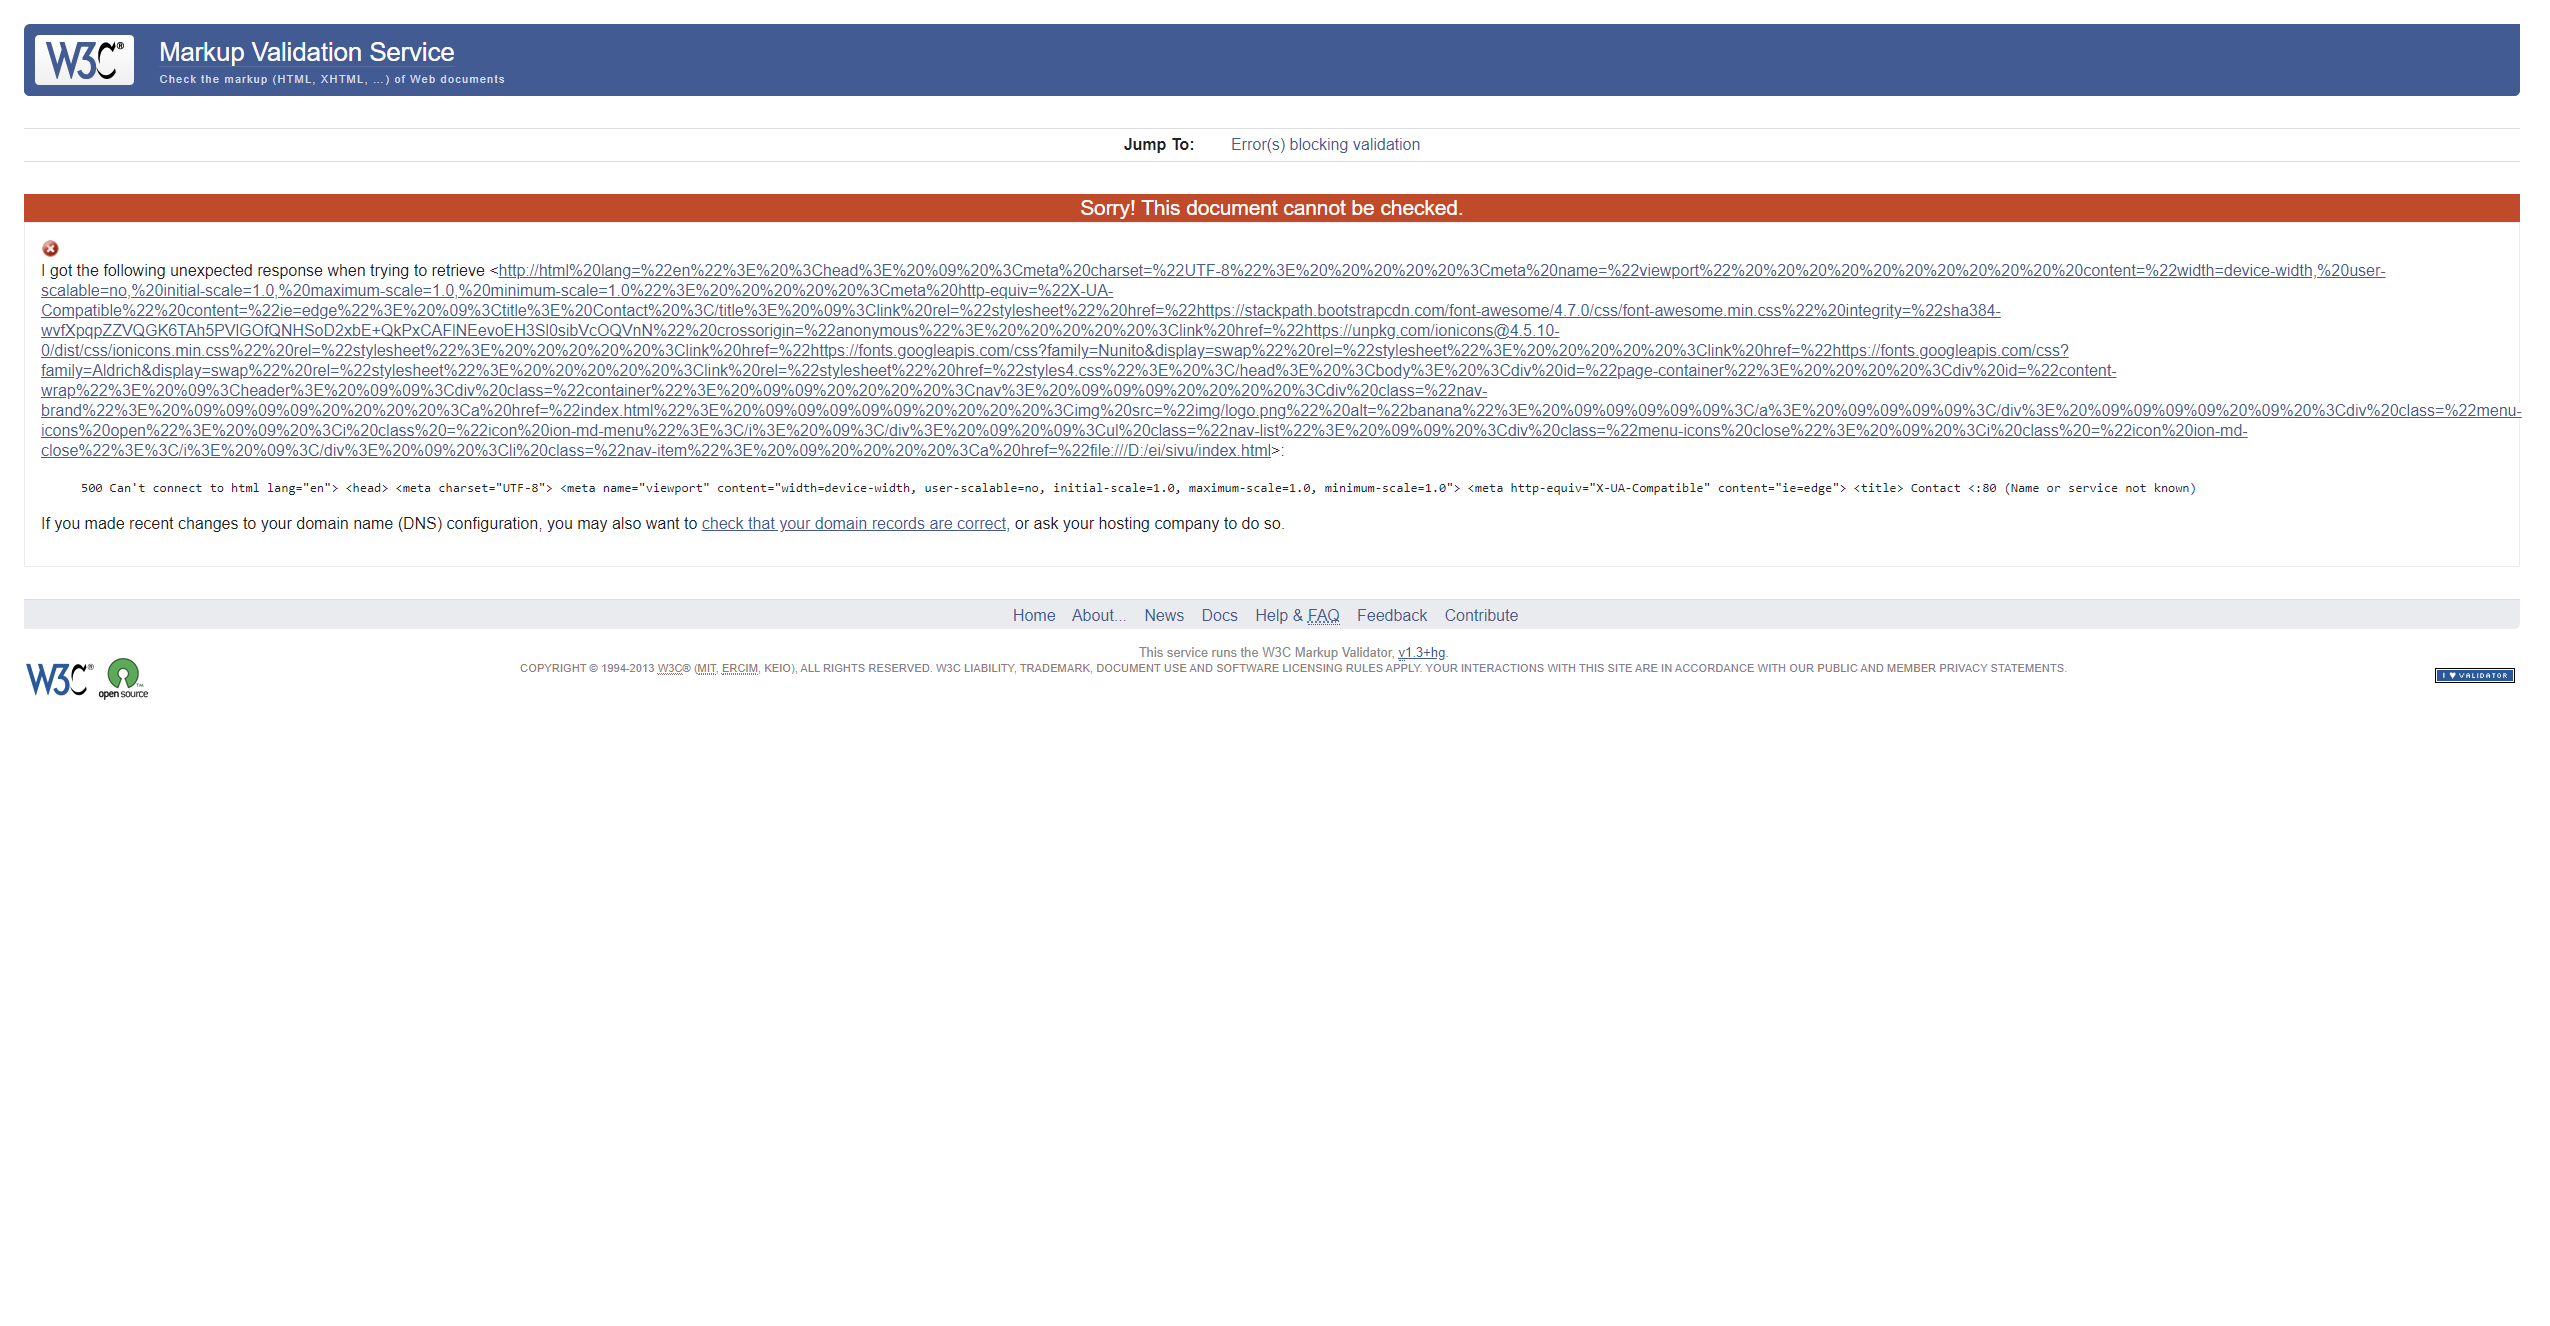 W3C®
Markup Validation Service
Check the markup (HTML, XHTML, ...) of Web documents
Jump To: Error(s) blocking validation
Sorry! This document cannot be checked.
I got the following unexpected response when trying to retrieve <http://html%20lang=%22en%22%3E%20%3Chead%3E%20%09%20%3Cmeta%20charset=%22UTF-8%22%3E%20%20%20%20%20%3Cmeta%20name=%22viewport%22%20%20%20%20%20%20%20%20%20%20%20%20content=%22width=device-width,%20user-
scalable=no,%20initial-scale=1.0,%20maximum-scale=1.0,%20minimum-scale=1.0%22%3E%20%20%20%20%20%3Cmeta%20http-equiv=%22X-UA-
Compatible%22%20content=%22ie=edge%22%3E%20%09%3Ctitle%3E%20Contact%20%3C/title%3E%20%09%3Clink%20rel=%22stylesheet%22%20href=%22https://stackpath.bootstrapcdn.com/font-awesome/4.7.0/css/font-awesome.min.css%22%20integrity=%22sha384-
wvfXpqpZZVQGK6TAh5PVlGOfQNHSoD2xbE+QkPxCAFlNEevoEH3Sl0sibVcOQVnN%22%20crossorigin=%22anonymous%22%3E%20%20%20%20%20%3Clink%20href=%22https://unpkg.com/ionicons@4.5.10-
0/dist/css/ionicons.min.css%22%20rel=%22stylesheet%22%3E%20%20%20%20%20%3Clink%20href=%22https://fonts.googleapis.com/css?family=Nunito&display=swap%22%20rel=%22stylesheet%22%3E%20%20%20%20%20%3Clink%20href=%22https://fonts.googleapis.com/css?
family=Aldrich&display=swap%22%20rel=%22stylesheet%22%3E%20%20%20%20%20%3Clink%20rel=%22stylesheet%22%20href=%22styles4.css%22%3E%20%3C/head%3E%20%3Cbody%3E%20%3Cdiv%20id=%22page-container%22%3E%20%20%20%20%3Cdiv%20id=%22content-
wrap%22%3E%20%09%3Cheader%3E%20%09%09%3Cdiv%20class=%22container%22%3E%20%09%09%20%20%20%20%3Cnav%3E%20%09%09%09%20%20%20%20%3Cdiv%20class=%22nav-
brand%22%3E%20%09%09%09%09%20%20%20%20%3Ca%20href=%22index.html%22%3E%20%09%09%09%09%09%20%20%20%20%3Cimg%20src=%22img/logo.png%22%20alt=%22banana%22%3E%20%09%09%09%09%09%3C/a%3E%20%09%09%09%09%3C/div%3E%20%09%09%09%09%20%09%20%3Cdiv%20class=%22menu-
icons%20open%22%3E%20%09%20%3Ci%20class%20=%22icon%20ion-md-menu%22%3E%3C/i%3E%20%09%3C/div%3E%20%09%20%09%3Cul%20class=%22nav-list%22%3E%20%09%09%20%3Cdiv%20class=%22menu-icons%20close%22%3E%20%09%20%3Ci%20class%20=%22icon%20ion-md-
close%22%3E%3C/i%3E%20%09%3C/div%3E%20%09%20%3Cli%20class=%22nav-item%22%3E%20%09%20%20%20%20%3Ca%20href=%22file:///D:/ei/sivu/index.html>:
500 Can't connect to html lang="en"> <head> <meta charset="UTF-8"> <meta name="viewport" content="width=device-width, user-scalable=no, initial-scale=1.0, maximum-scale=1.0, minimum-scale=1.0"> <meta http-equiv="X-UA-Compatible" content="ie=edge"> <title> Contact <:80 (Name or service not known)
If you made recent changes to your domain name (DNS) configuration, you may also want to check that your domain records are correct, or ask your hosting company to do so.
Home About... News Docs Help & FAQ Feedback Contribute
This service runs the W3C Markup Validator, v1.3+hg.
W3C® open source™
COPYRIGHT © 1994-2013 W3C® (MIT, ERCIM, KEIO), ALL RIGHTS RESERVED. W3C LIABILITY, TRADEMARK, DOCUMENT USE AND SOFTWARE LICENSING RULES APPLY. YOUR INTERACTIONS WITH THIS SITE ARE IN ACCORDANCE WITH OUR PUBLIC AND MEMBER PRIVACY STATEMENTS.
I ♥ VALIDATOR